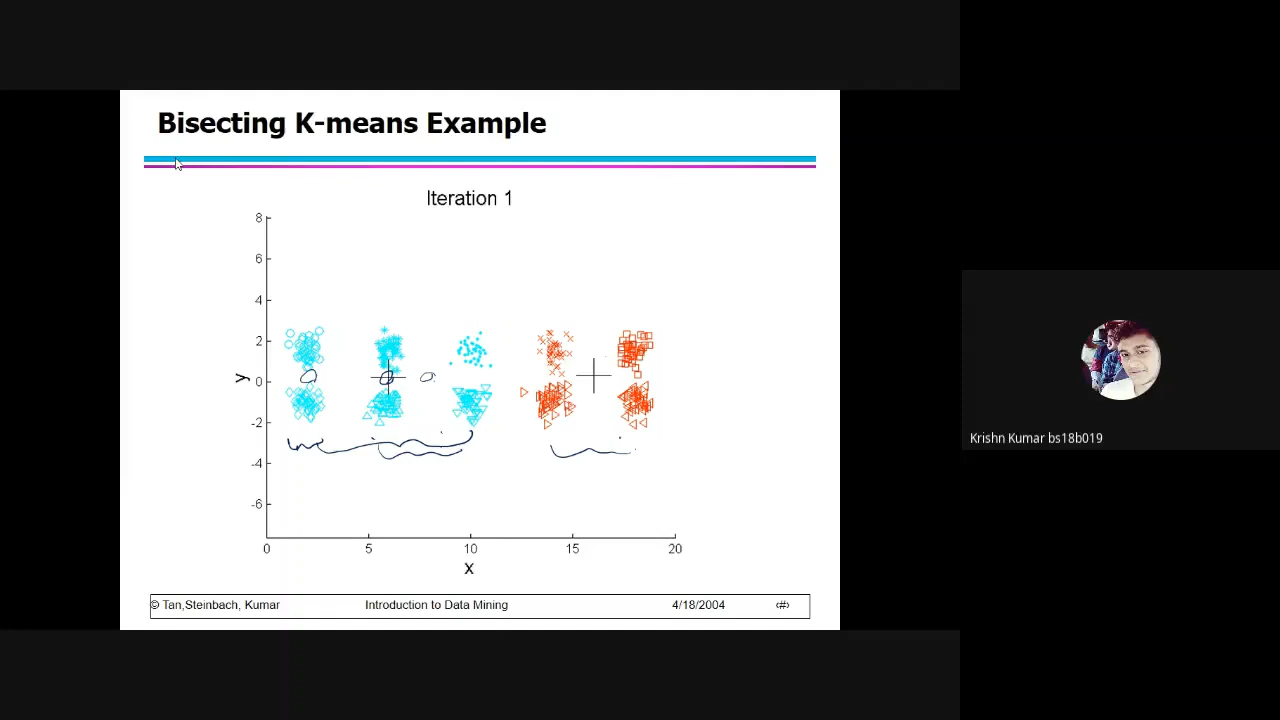 Bisecting K-means Example
Iteration 1
8
6
4
2
0
-2
-4
-6
y
0 5 10 15 20
x
© Tan,Steinbach, Kumar Introduction to Data Mining 4/18/2004 ‹#›
Krishn Kumar bs18b019